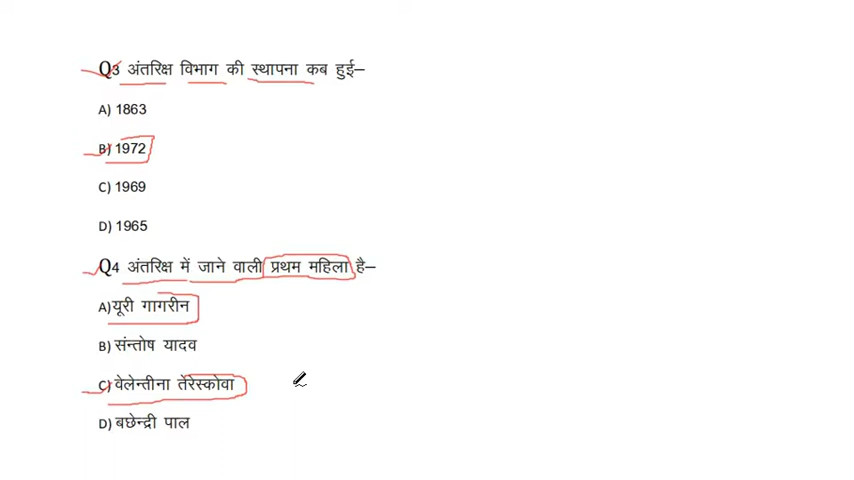 Q3 अंतरिक्ष विभाग की स्थापना कब हुई–
A) 1863
B) 1972
C) 1969
D) 1965
Q4 अंतरिक्ष में जाने वाली प्रथम महिला है–
A)यूरी गागरीन
B) संन्तोष यादव
C) वेलेन्तीना तेरेस्कोवा
D) बछेन्द्री पाल